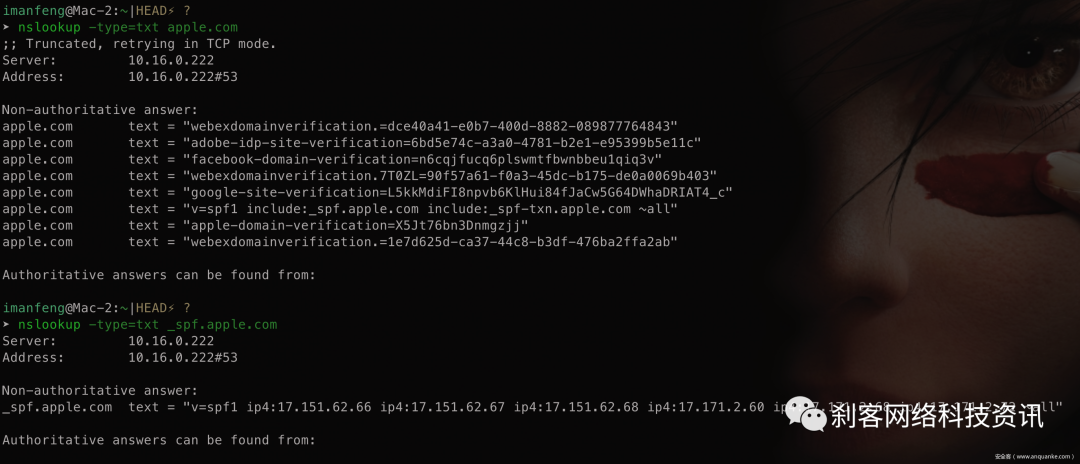 imanfeng@Mac-2:~|HEAD⚡ ?
➤ nslookup -type=txt apple.com
;; Truncated, retrying in TCP mode.
Server: 10.16.0.222
Address: 10.16.0.222#53
Non-authoritative answer:
apple.com text = "webexdomainverification.=dce40a41-e0b7-400d-8882-089877764843"
apple.com text = "adobe-idp-site-verification=6bd5e74c-a3a0-4781-b2e1-e95399b5e11c"
apple.com text = "facebook-domain-verification=n6cqjfucq6plswmtfbwnbbeu1qiq3v"
apple.com text = "webexdomainverification.7T0ZL=90f57a61-f0a3-45dc-b175-de0a0069b403"
apple.com text = "google-site-verification=L5kkMdiFI8npvb6KlHui84fJaCw5G64DWhaDRIAT4_c"
apple.com text = "v=spf1 include:_spf.apple.com include:_spf-txn.apple.com ~all"
apple.com text = "apple-domain-verification=X5Jt76bn3Dnmgzjj"
apple.com text = "webexdomainverification.=1e7d625d-ca37-44c8-b3df-476ba2ffa2ab"
Authoritative answers can be found from:
imanfeng@Mac-2:~|HEAD⚡ ?
➤ nslookup -type=txt _spf.apple.com
Server: 10.16.0.222
Address: 10.16.0.222#53
Non-authoritative answer:
_spf.apple.com text = "v=spf1 ip4:17.151.62.66 ip4:17.151.62.67 ip4:17.151.62.68 ip4:17.171.2.60
刹客网络科技资讯
Authoritative answers can be found from:
安全客（www.anquanke.com）